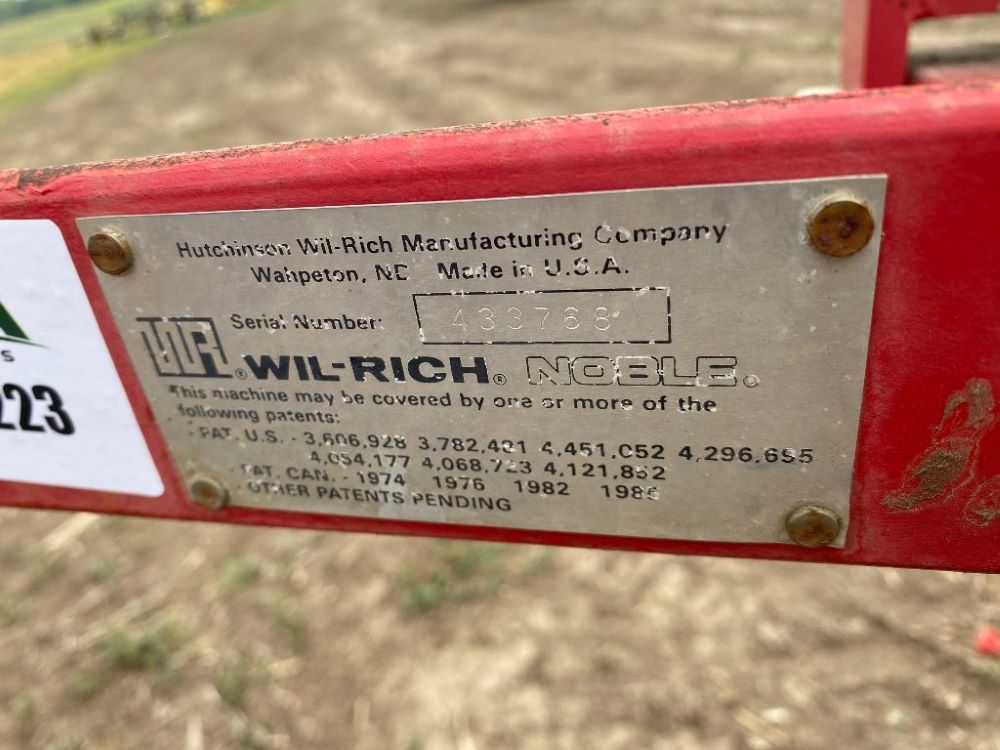 Hutchinson Wil-Rich Manufacturing Company
Wahpeton, ND Made in U.S.A.
Serial Number: 433768
WR® WIL-RICH® NOBLE®
This machine may be covered by one or more of the
following patents:
PAT. U.S. - 3,606,928 3,782,481 4,451,052 4,296,695
4,054,177 4,068,723 4,121,852
PAT. CAN. - 1974 1976 1982 1986
OTHER PATENTS PENDING
S
223